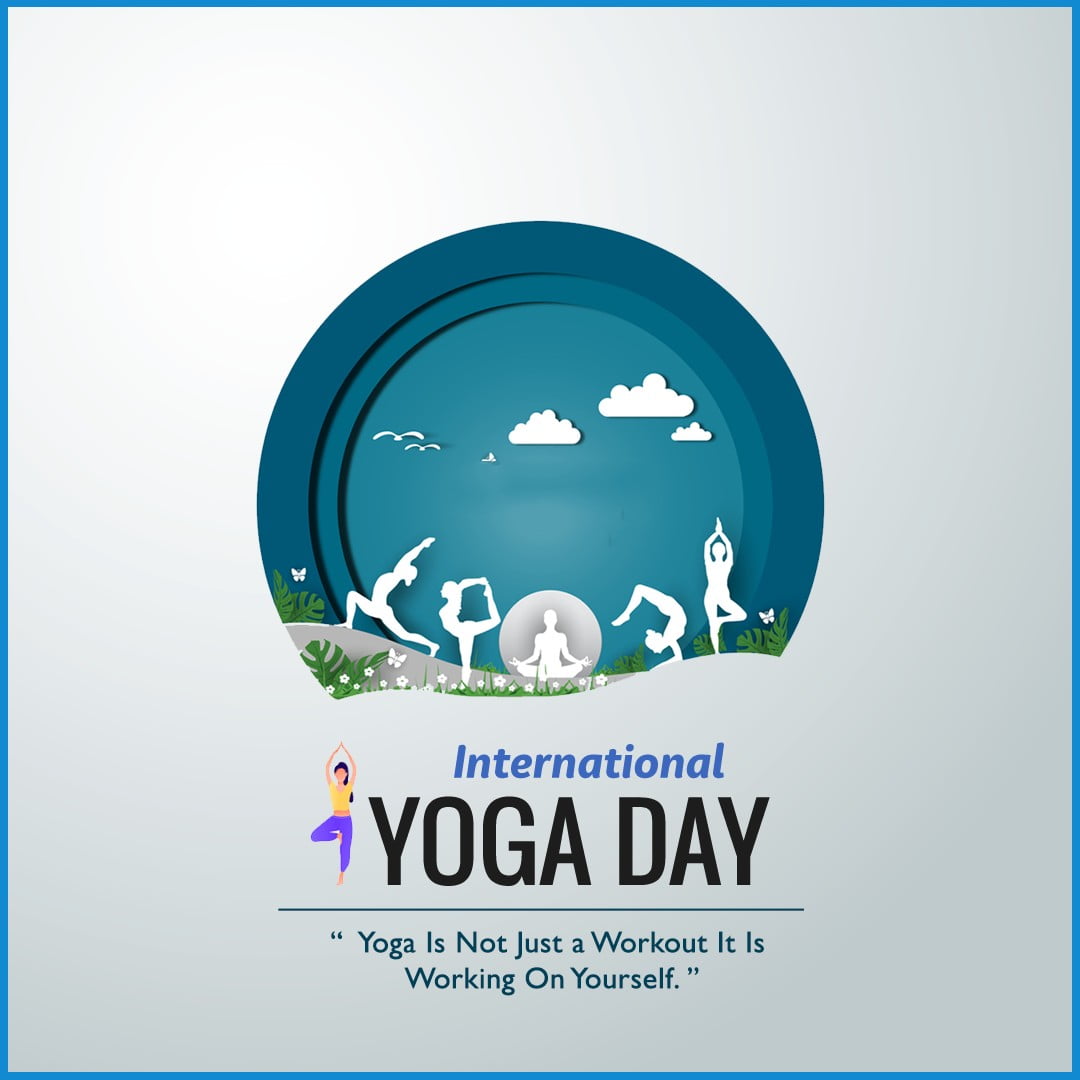 International
YOGA DAY
“ Yoga Is Not Just a Workout It Is
Working On Yourself. ”